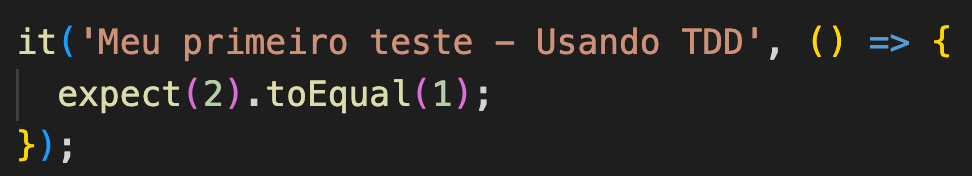 it('Meu primeiro teste - Usando TDD', () => {
  expect(2).toEqual(1);
});